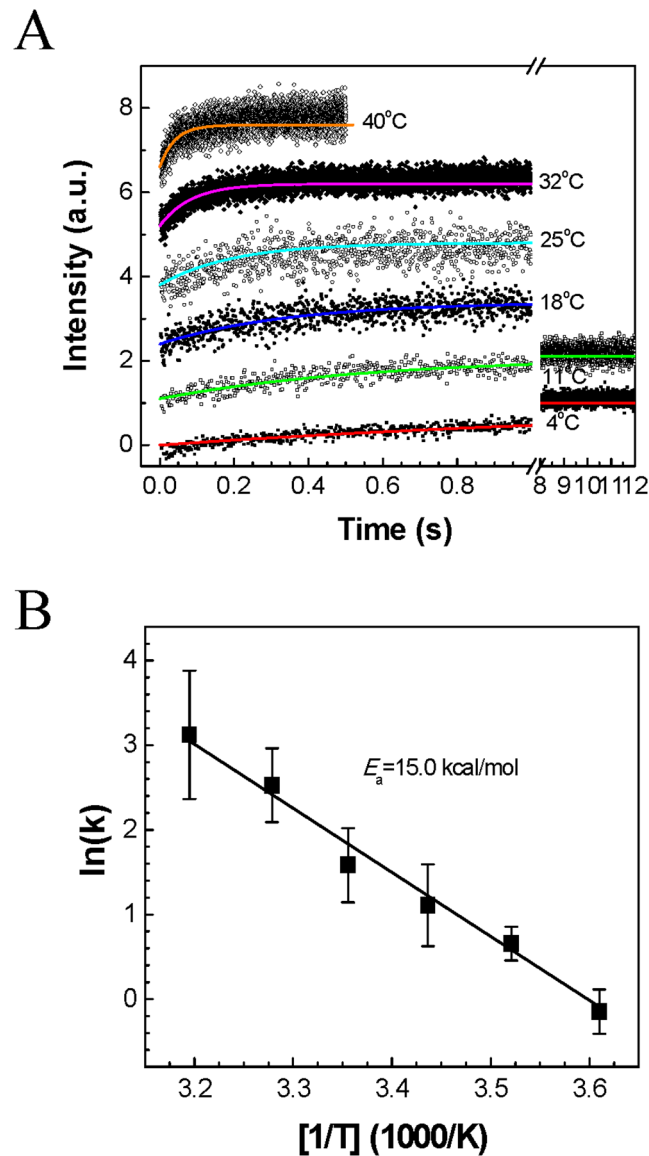 A
8
6
4
2
0
Intensity (a.u.)
40°C
32°C
25°C
18°C
11°C
4°C
0.0 0.2 0.4 0.6 0.8 8 9 10 11 12
Time (s)
B
4
3
2
1
0
ln(k)
Ea=15.0 kcal/mol
3.2 3.3 3.4 3.5 3.6
[1/T] (1000/K)